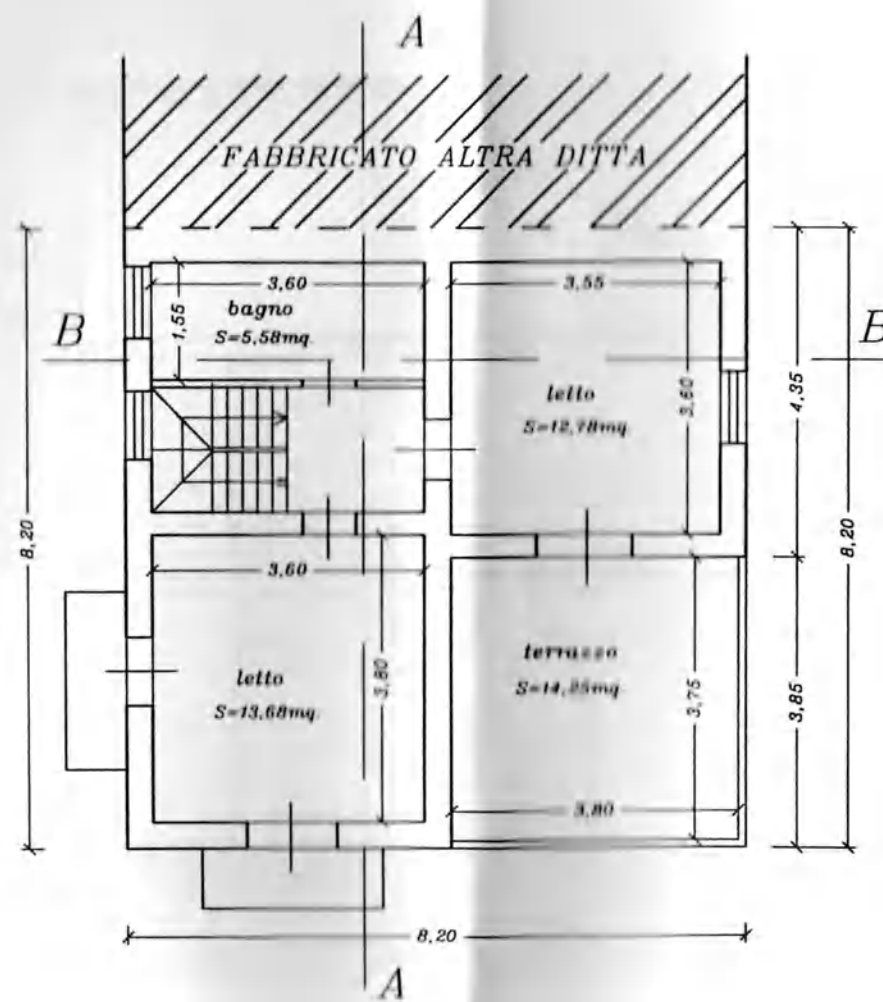 A
FABBRICATO ALTRA DITTA
3,60
3,55
bagno
S=5,58mq.
1,55
B
B
letto
S=12,78mq.
3,60
4,35
8,20
8,20
3,60
letto
S=13,68mq.
3,80
terrazzo
S=14,25mq.
3,75
3,85
3,80
8,20
A